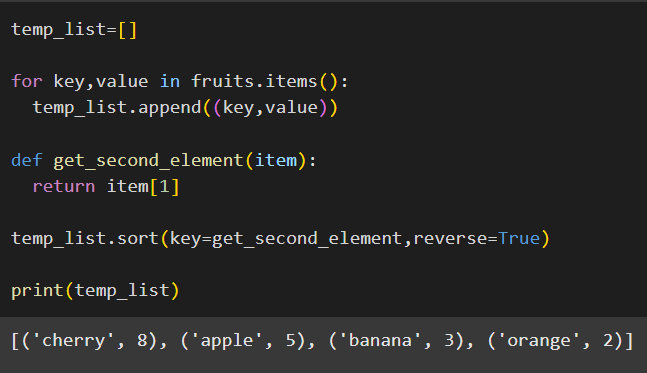 temp_list=[]
for key,value in fruits.items():
  temp_list.append((key,value))
def get_second_element(item):
  return item[1]
temp_list.sort(key=get_second_element,reverse=True)
print(temp_list)
[('cherry', 8), ('apple', 5), ('banana', 3), ('orange', 2)]